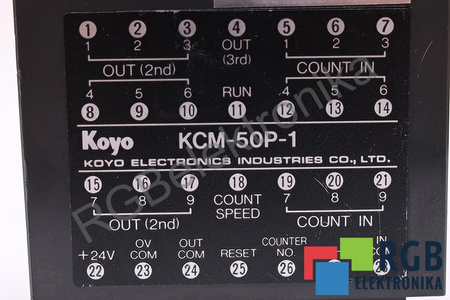 1 2 3 4 5 6 7
1 2 3 OUT 1 2 3
OUT (2nd) (3rd) COUNT IN
4 5 6 RUN 4 5 6
8 9 10 11 12 13 14
Koyo KCM-50P-1
KOYO ELECTRONICS INDUSTRIES CO., LTD.
15 16 17 18 19 20 21
7 8 9 COUNT 7 8 9
OUT (2nd) SPEED COUNT IN
OV OUT COUNTER IN
+24V COM COM RESET NO.
22 23 24 25 26
RGB
ELEKTRONIKA
RGBelektronika